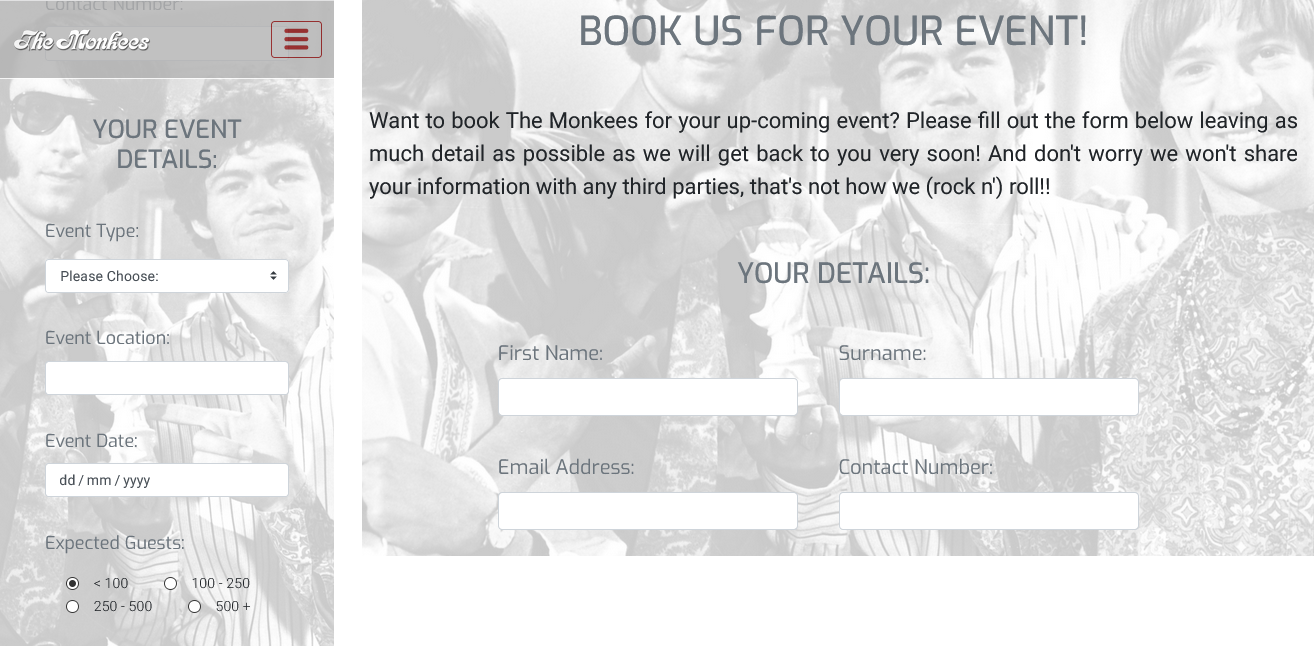 Contact Number:
The Monkees
YOUR EVENT
DETAILS:
Event Type:
Please Choose:
Event Location:
Event Date:
dd / mm / yyyy
Expected Guests:
< 100 100 - 250
250 - 500 500 +
BOOK US FOR YOUR EVENT!
Want to book The Monkees for your up-coming event? Please fill out the form below leaving as
much detail as possible as we will get back to you very soon! And don't worry we won't share
your information with any third parties, that's not how we (rock n') roll!!
YOUR DETAILS:
First Name: Surname:
Email Address: Contact Number: